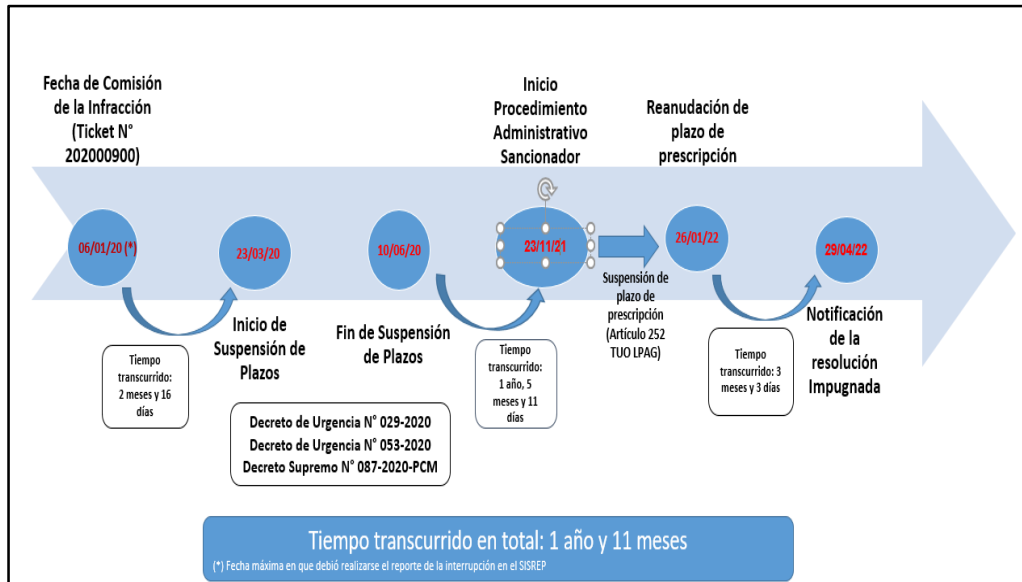 Fecha de Comisión
de la Infracción
(Ticket N°
202000900)
Inicio
Procedimiento
Administrativo
Sancionador
Reanudación de
plazo de
prescripción
06/01/20 (*)
23/03/20
10/06/20
23/11/21
26/01/22
29/04/22
Inicio de
Suspensión de
Plazos
Fin de Suspensión
de Plazos
Suspensión de
plazo de
prescripción
(Artículo 252
TUO LPAG)
Notificación
de la
resolución
Impugnada
Tiempo
transcurrido:
2 meses y 16
días
Tiempo
transcurrido:
1 año, 5
meses y 11
días
Tiempo
transcurrido: 3
meses y 3 días
Decreto de Urgencia N° 029-2020
Decreto de Urgencia N° 053-2020
Decreto Supremo N° 087-2020-PCM
Tiempo transcurrido en total: 1 año y 11 meses
(*) Fecha máxima en que debió realizarse el reporte de la interrupción en el SISREP